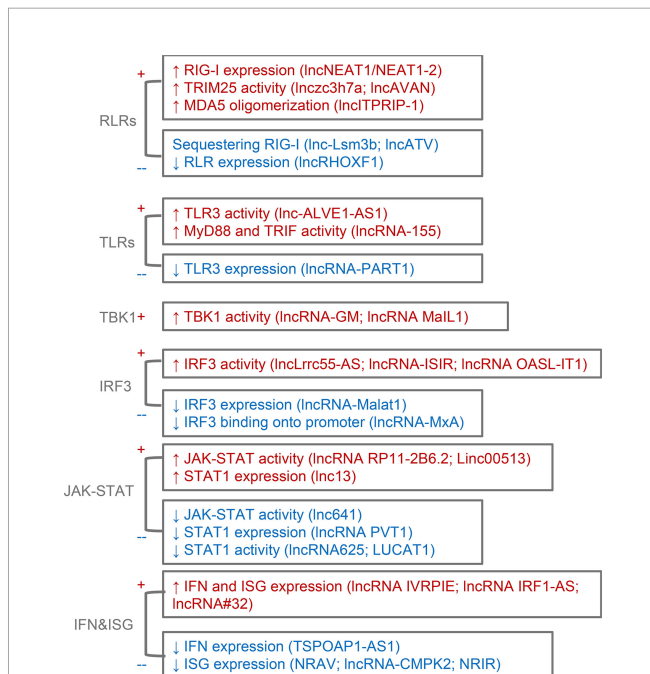 RLRs
+
↑ RIG-I expression (lncNEAT1/NEAT1-2)
↑ TRIM25 activity (lnczc3h7a; lncAVAN)
↑ MDA5 oligomerization (lncITPRIP-1)
--
Sequestering RIG-I (lnc-Lsm3b; lncATV)
↓ RLR expression (lncRHOXF1)
TLRs
+
↑ TLR3 activity (lnc-ALVE1-AS1)
↑ MyD88 and TRIF activity (lncRNA-155)
--
↓ TLR3 expression (lncRNA-PART1)
TBK1 +
↑ TBK1 activity (lncRNA-GM; lncRNA MalL1)
IRF3
+
↑ IRF3 activity (lncLrrc55-AS; lncRNA-ISIR; lncRNA OASL-IT1)
--
↓ IRF3 expression (lncRNA-Malat1)
↓ IRF3 binding onto promoter (lncRNA-MxA)
JAK-STAT
+
↑ JAK-STAT activity (lncRNA RP11-2B6.2; Linc00513)
↑ STAT1 expression (lnc13)
--
↓ JAK-STAT activity (lnc641)
↓ STAT1 expression (lncRNA PVT1)
↓ STAT1 activity (lncRNA625; LUCAT1)
IFN&ISG
+
↑ IFN and ISG expression (lncRNA IVRPIE; lncRNA IRF1-AS;
lncRNA#32)
--
↓ IFN expression (TSPOAP1-AS1)
↓ ISG expression (NRAV; lncRNA-CMPK2; NRIR)